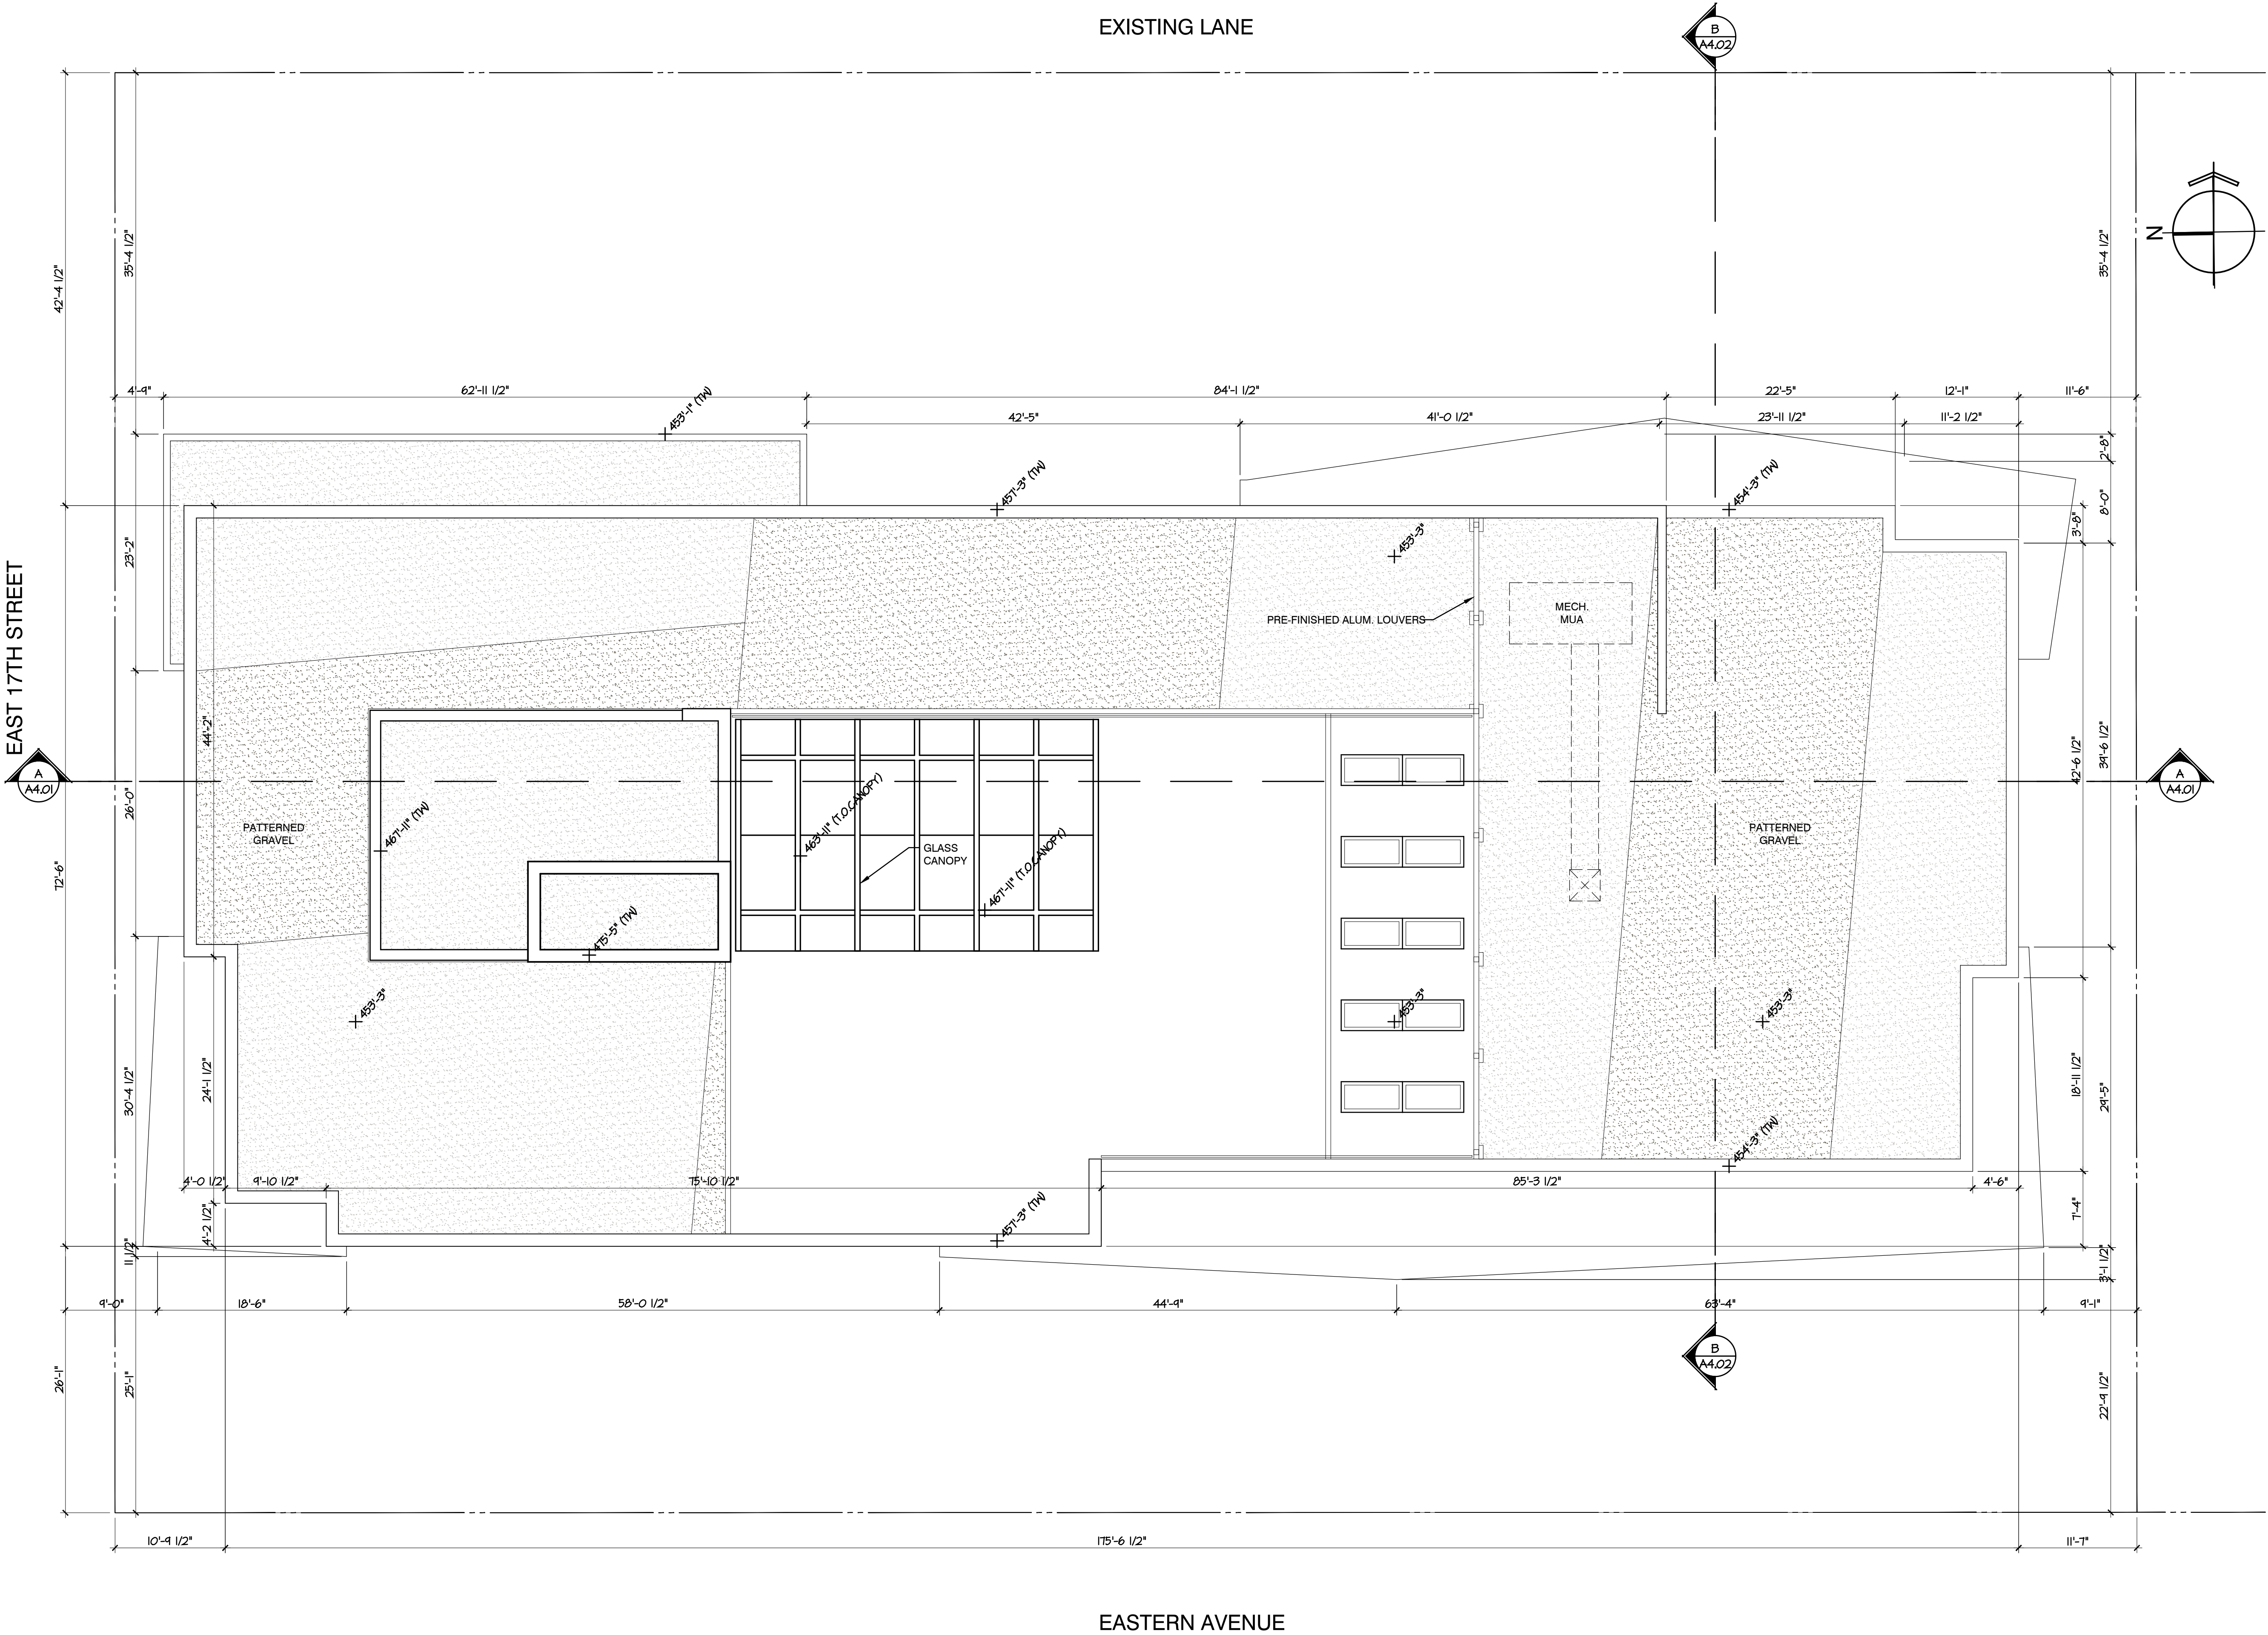 EXISTING LANE
B
A4.02
N
35'-4 1/2"
42'-4 1/2"
35'-4 1/2"
4'-9"
62'-11 1/2"
84'-1 1/2"
22'-5"
12'-1"
11'-6"
453'-1" (TW)
42'-5"
41'-0 1/2"
23'-11 1/2"
11'-2 1/2"
2'-8"
457'-3" (TW)
454'-3" (TW)
8'-0"
3'-8"
23'-2"
453'-3"
EAST 17TH STREET
PRE-FINISHED ALUM. LOUVERS
MECH.
MUA
44'-2"
42'-6 1/2"
39'-6 1/2"
A
A4.01
A
A4.01
26'-0"
PATTERNED
GRAVEL
467'-11" (TW)
463'-11" (T.O.CANOPY)
GLASS
CANOPY
467'-11" (T.O.CANOPY)
PATTERNED
GRAVEL
72'-6"
475'-5" (TW)
453'-3"
453'-3"
453'-3"
30'-4 1/2"
24'-1 1/2"
18'-11 1/2"
29'-5"
454'-3" (TW)
4'-0 1/2"
9'-10 1/2"
75'-10 1/2"
85'-3 1/2"
4'-6"
4'-2 1/2"
457'-3" (TW)
7'-4"
11 1/2"
3'-1 1/2"
9'-0"
18'-6"
58'-0 1/2"
44'-9"
63'-4"
9'-1"
B
A4.02
26'-1"
25'-1"
22'-9 1/2"
10'-9 1/2"
175'-6 1/2"
11'-7"
EASTERN AVENUE